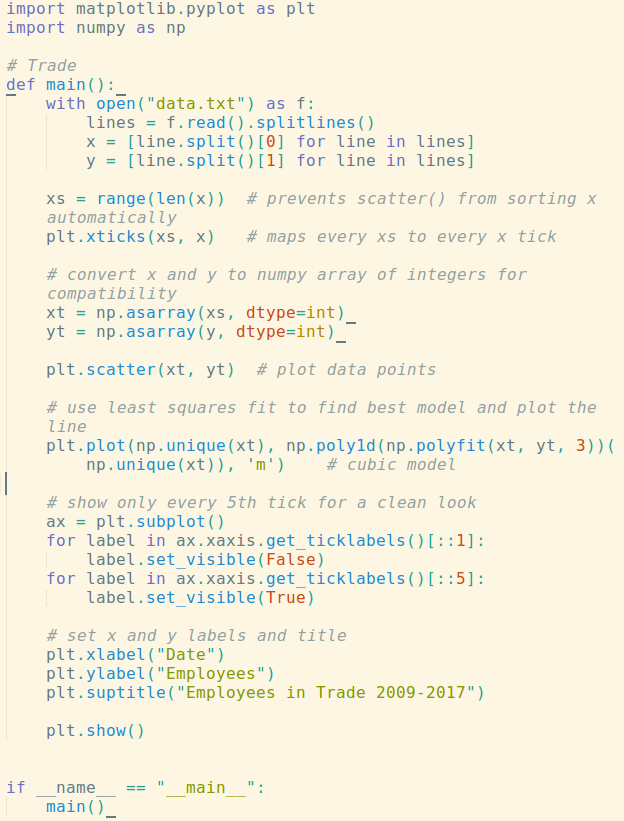 import matplotlib.pyplot as plt
import numpy as np

# Trade
def main():
    with open("data.txt") as f:
        lines = f.read().splitlines()
        x = [line.split()[0] for line in lines]
        y = [line.split()[1] for line in lines]

    xs = range(len(x))  # prevents scatter() from sorting x
    automatically
    plt.xticks(xs, x)   # maps every xs to every x tick

    # convert x and y to numpy array of integers for
    compatibility
    xt = np.asarray(xs, dtype=int)
    yt = np.asarray(y, dtype=int)

    plt.scatter(xt, yt)  # plot data points

    # use least squares fit to find best model and plot the
    line
    plt.plot(np.unique(xt), np.poly1d(np.polyfit(xt, yt, 3))(
        np.unique(xt)), 'm')    # cubic model

    # show only every 5th tick for a clean look
    ax = plt.subplot()
    for label in ax.xaxis.get_ticklabels()[::1]:
        label.set_visible(False)
    for label in ax.xaxis.get_ticklabels()[::5]:
        label.set_visible(True)

    # set x and y labels and title
    plt.xlabel("Date")
    plt.ylabel("Employees")
    plt.suptitle("Employees in Trade 2009-2017")

    plt.show()


if __name__ == "__main__":
    main()